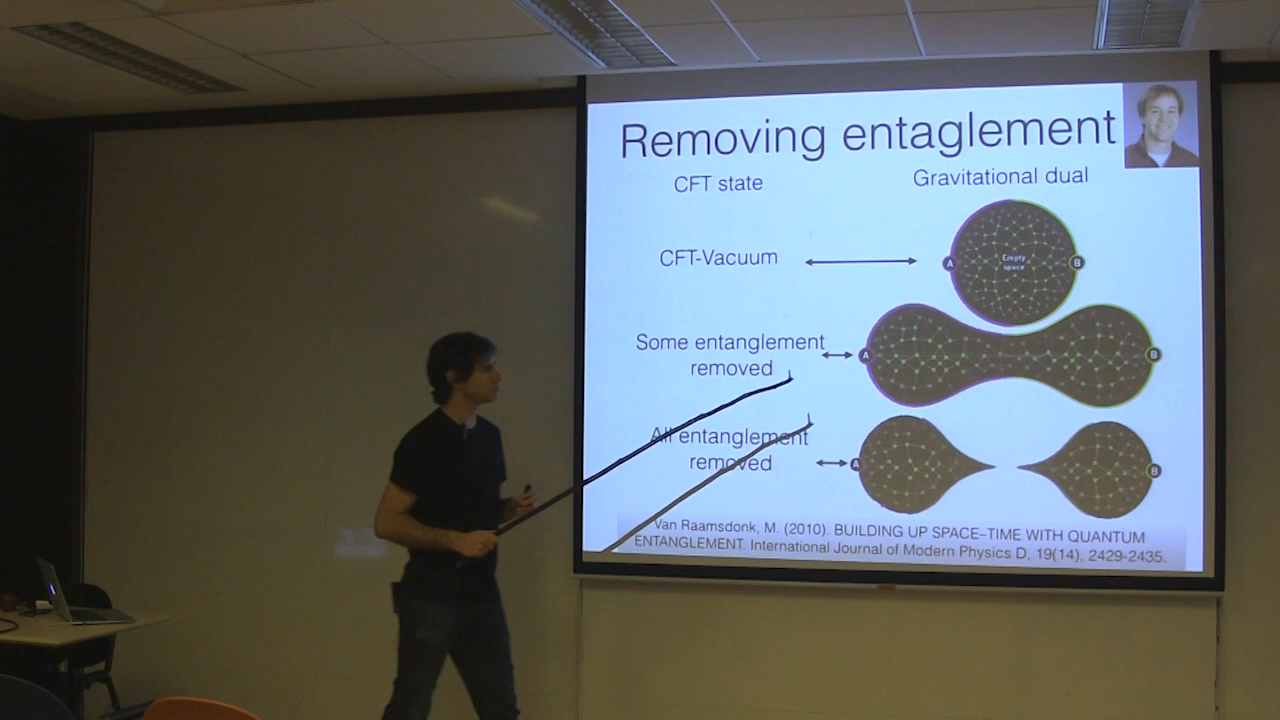 Removing entaglement
CFT state
Gravitational dual
CFT-Vacuum
A
Empty
space
B
Some entanglement
removed
A
B
All entanglement
removed
A
B
Van Raamsdonk, M. (2010). BUILDING UP SPACE–TIME WITH QUANTUM
ENTANGLEMENT. International Journal of Modern Physics D, 19(14), 2429-2435.